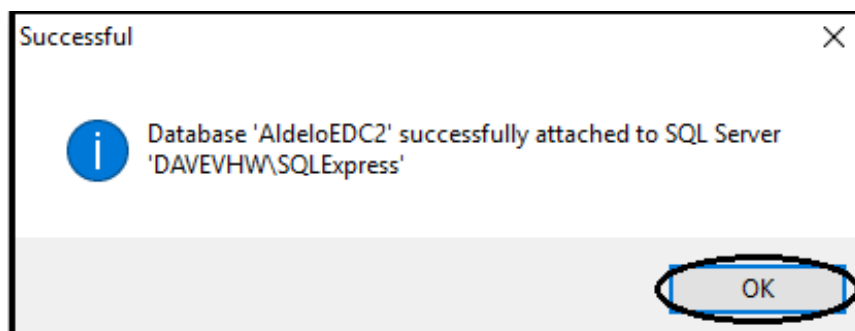 Successful
Database 'AldeloEDC2' successfully attached to SQL Server
'DAVEVHW\SQLExpress'
OK